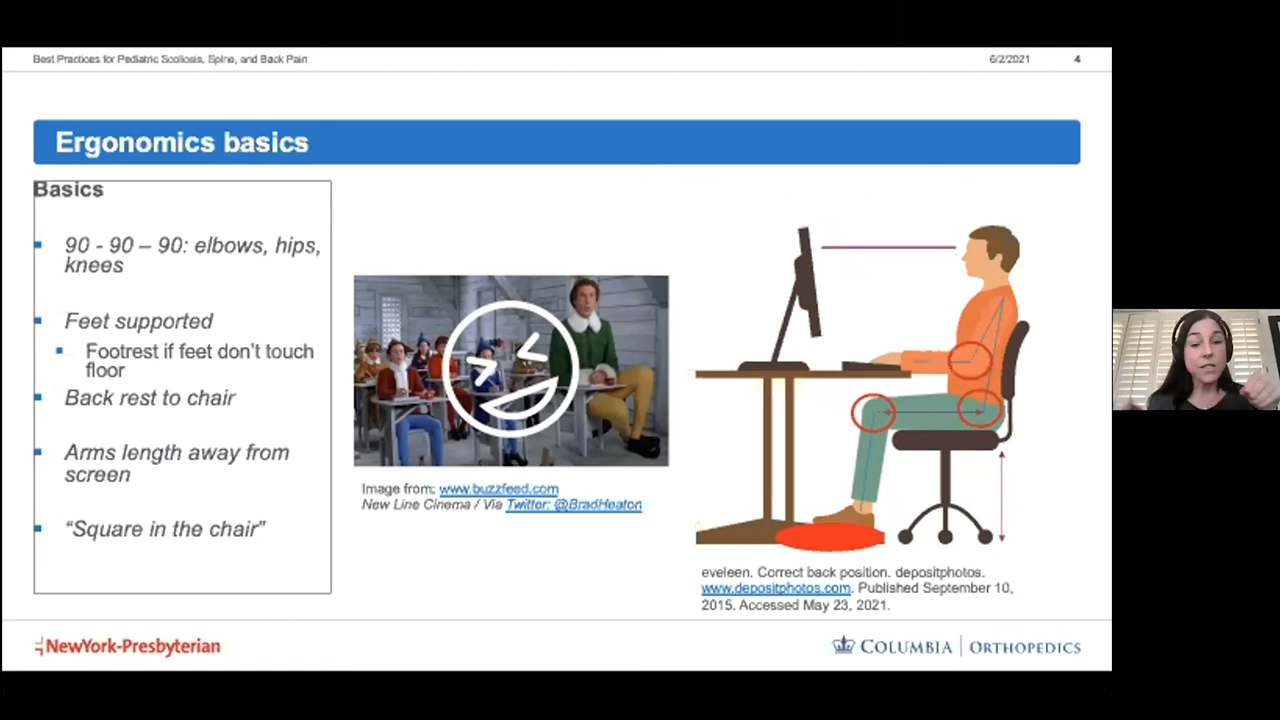 Best Practices for Pediatric Scoliosis, Spine, and Back Pain
6/2/2021
4
Ergonomics basics
Basics
90 - 90 – 90: elbows, hips,
knees
Feet supported
Footrest if feet don't touch
floor
Back rest to chair
Arms length away from
screen
“Square in the chair”
Image from: www.buzzfeed.com
New Line Cinema / Via Twitter: @BradHeaton
eveleen. Correct back position. depositphotos.
www.depositphotos.com. Published September 10,
2015. Accessed May 23, 2021.
NewYork-Presbyterian
COLUMBIA | ORTHOPEDICS